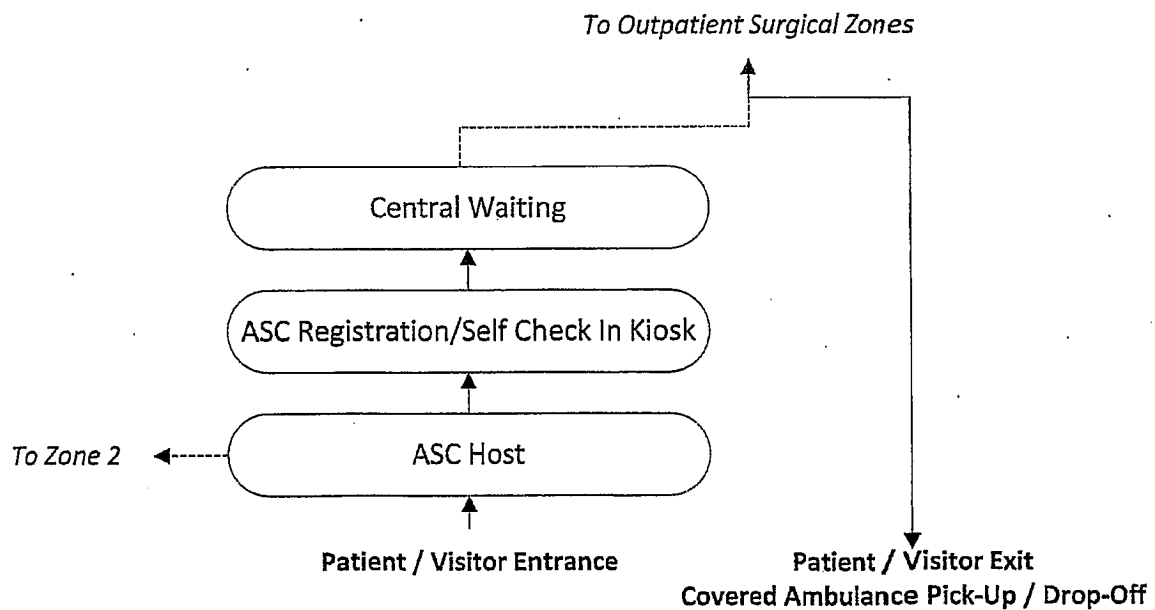 To Outpatient Surgical Zones
Central Waiting
ASC Registration/Self Check In Kiosk
ASC Host
To Zone 2
Patient / Visitor Entrance
Patient / Visitor Exit
Covered Ambulance Pick-Up / Drop-Off